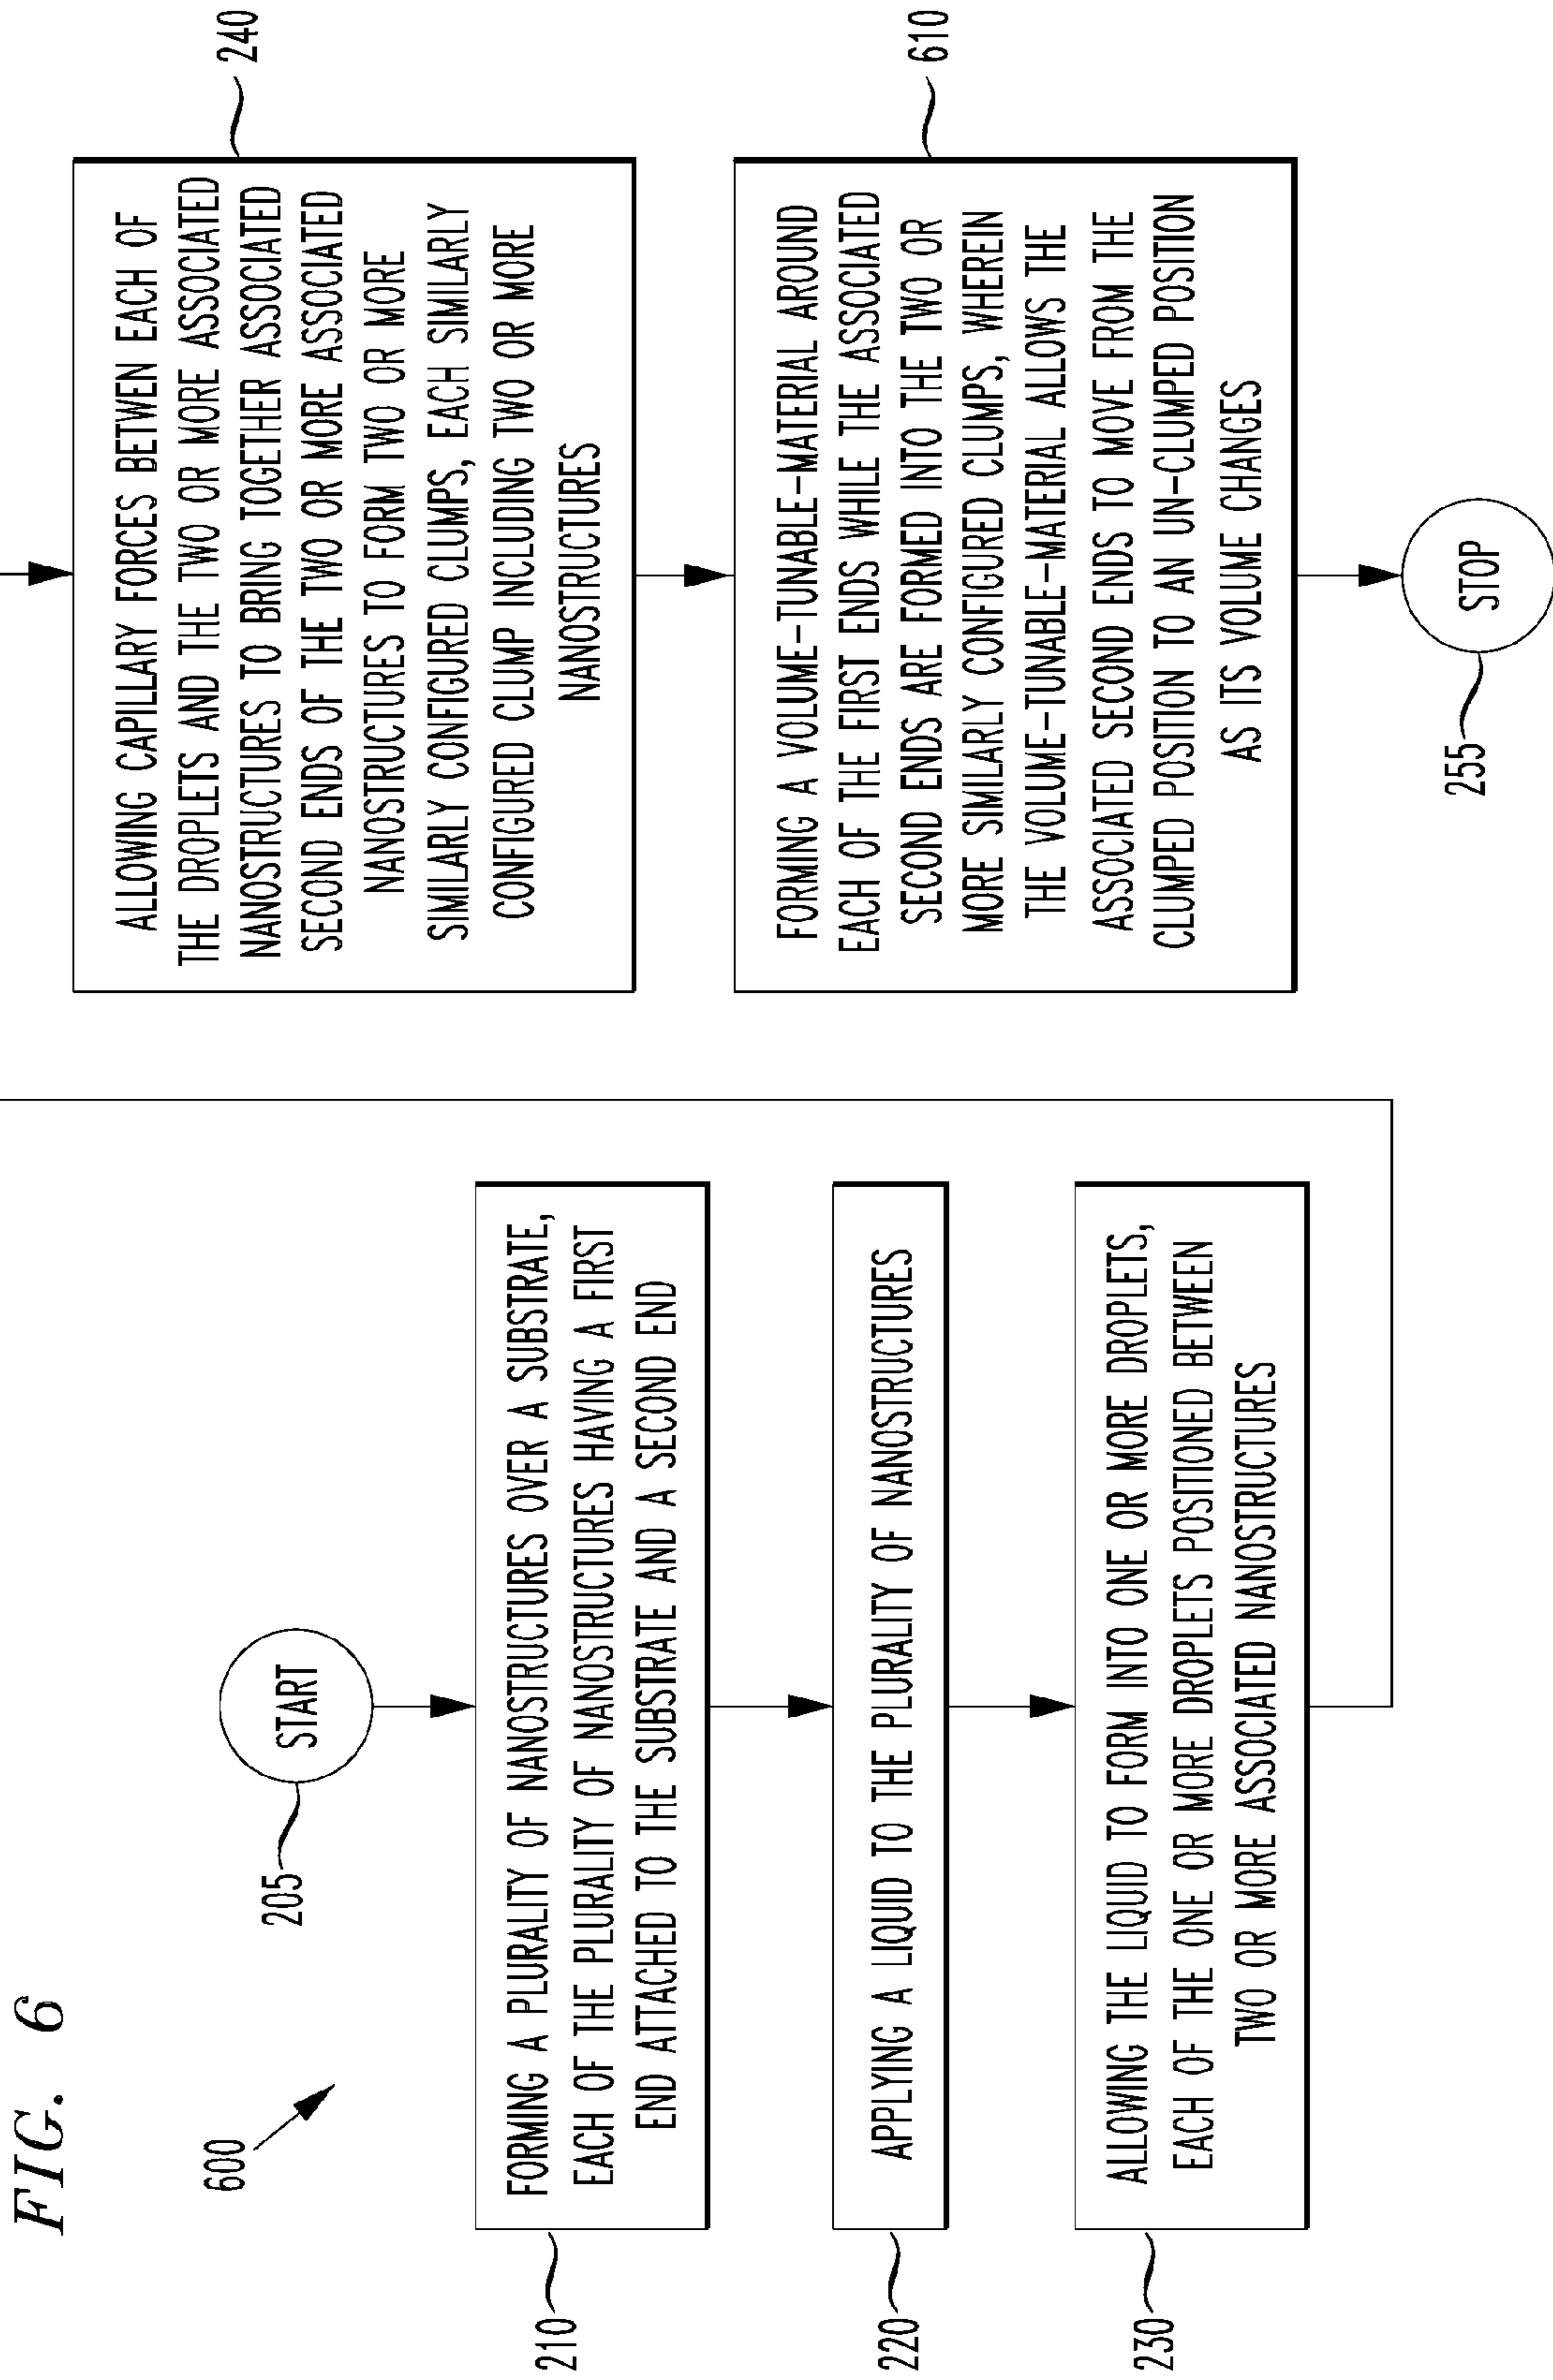 FIG. 6
600
205
START
210
FORMING A PLURALITY OF NANOSTRUCTURES OVER A SUBSTRATE,
EACH OF THE PLURALITY OF NANOSTRUCTURES HAVING A FIRST
END ATTACHED TO THE SUBSTRATE AND A SECOND END
220
APPLYING A LIQUID TO THE PLURALITY OF NANOSTRUCTURES
230
ALLOWING THE LIQUID TO FORM INTO ONE OR MORE DROPLETS,
EACH OF THE ONE OR MORE DROPLETS POSITIONED BETWEEN
TWO OR MORE ASSOCIATED NANOSTRUCTURES
240
ALLOWING CAPILLARY FORCES BETWEEN EACH OF
THE DROPLETS AND THE TWO OR MORE ASSOCIATED
NANOSTRUCTURES TO BRING TOGETHER ASSOCIATED
SECOND ENDS OF THE TWO OR MORE ASSOCIATED
NANOSTRUCTURES TO FORM TWO OR MORE
SIMILARLY CONFIGURED CLUMPS, EACH SIMILARLY
CONFIGURED CLUMP INCLUDING TWO OR MORE
NANOSTRUCTURES
610
FORMING A VOLUME-TUNABLE-MATERIAL AROUND
EACH OF THE FIRST ENDS WHILE THE ASSOCIATED
SECOND ENDS ARE FORMED INTO THE TWO OR
MORE SIMILARLY CONFIGURED CLUMPS, WHEREIN
THE VOLUME-TUNABLE-MATERIAL ALLOWS THE
ASSOCIATED SECOND ENDS TO MOVE FROM THE
CLUMPED POSITION TO AN UN-CLUMPED POSITION
AS ITS VOLUME CHANGES
255
STOP